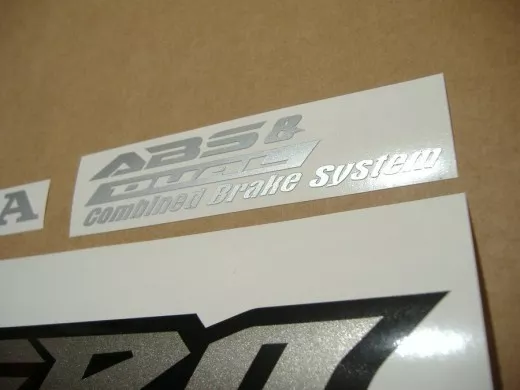 ABS &
DUAL
Combined Brake System
A